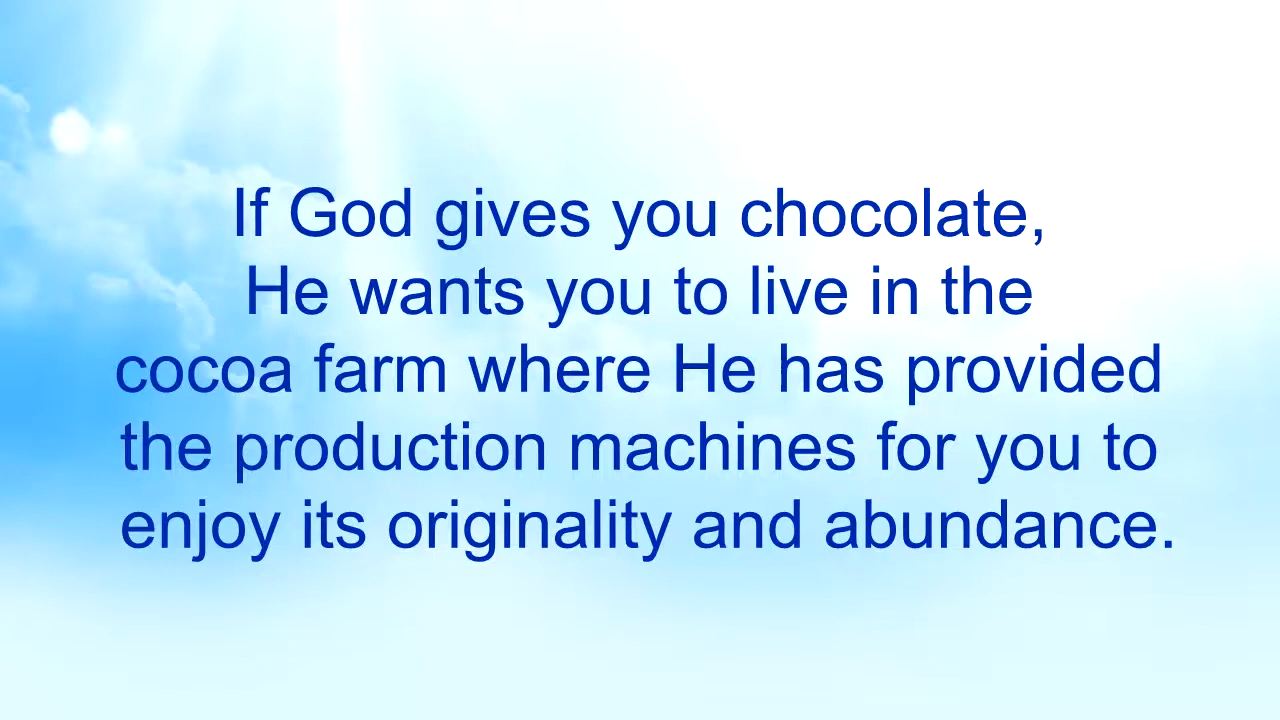 If God gives you chocolate,
He wants you to live in the
cocoa farm where He has provided
the production machines for you to
enjoy its originality and abundance.